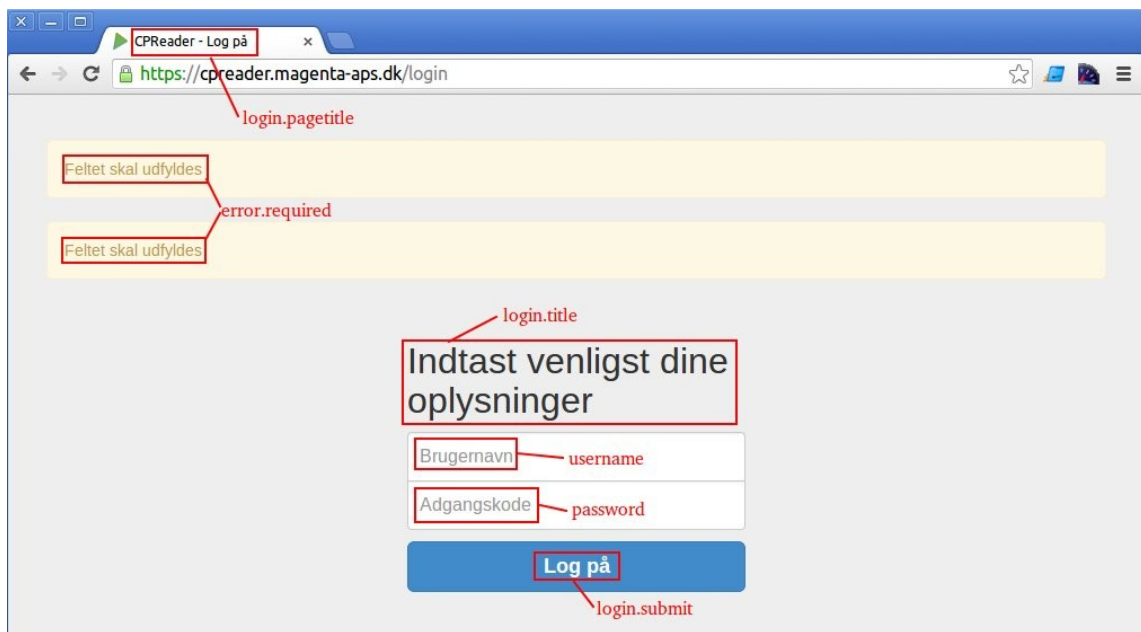 CPReader - Log på
https://cpreader.magenta-aps.dk/login
login.pagetitle
Feltet skal udfyldes
error.required
Feltet skal udfyldes
login.title
Indtast venligst dine
oplysninger
Brugernavn
username
Adgangskode
password
Log på
login.submit